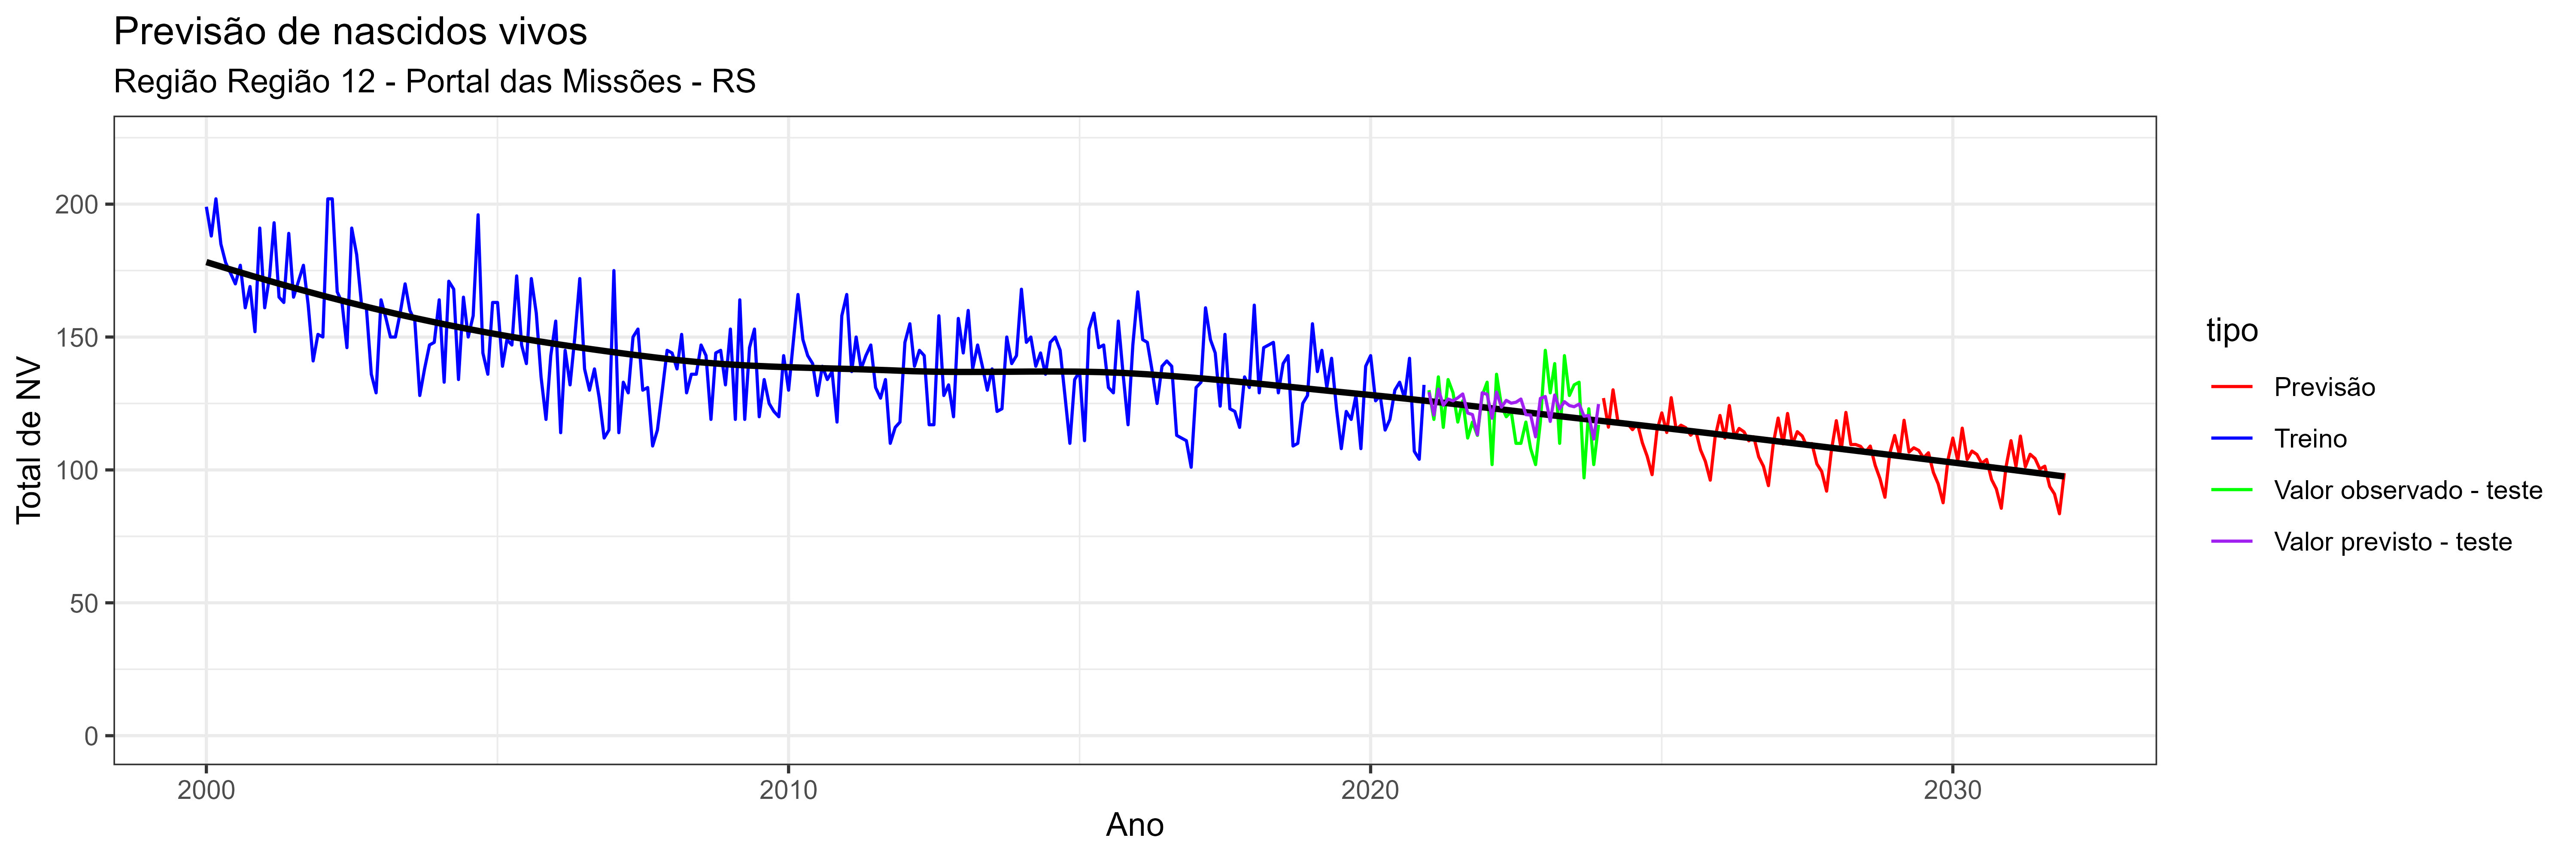 Previsão de nascidos vivos
Região Região 12 - Portal das Missões - RS
Total de NV
200
150
100
50
0
2000
2010
2020
2030
Ano
tipo
Previsão
Treino
Valor observado - teste
Valor previsto - teste